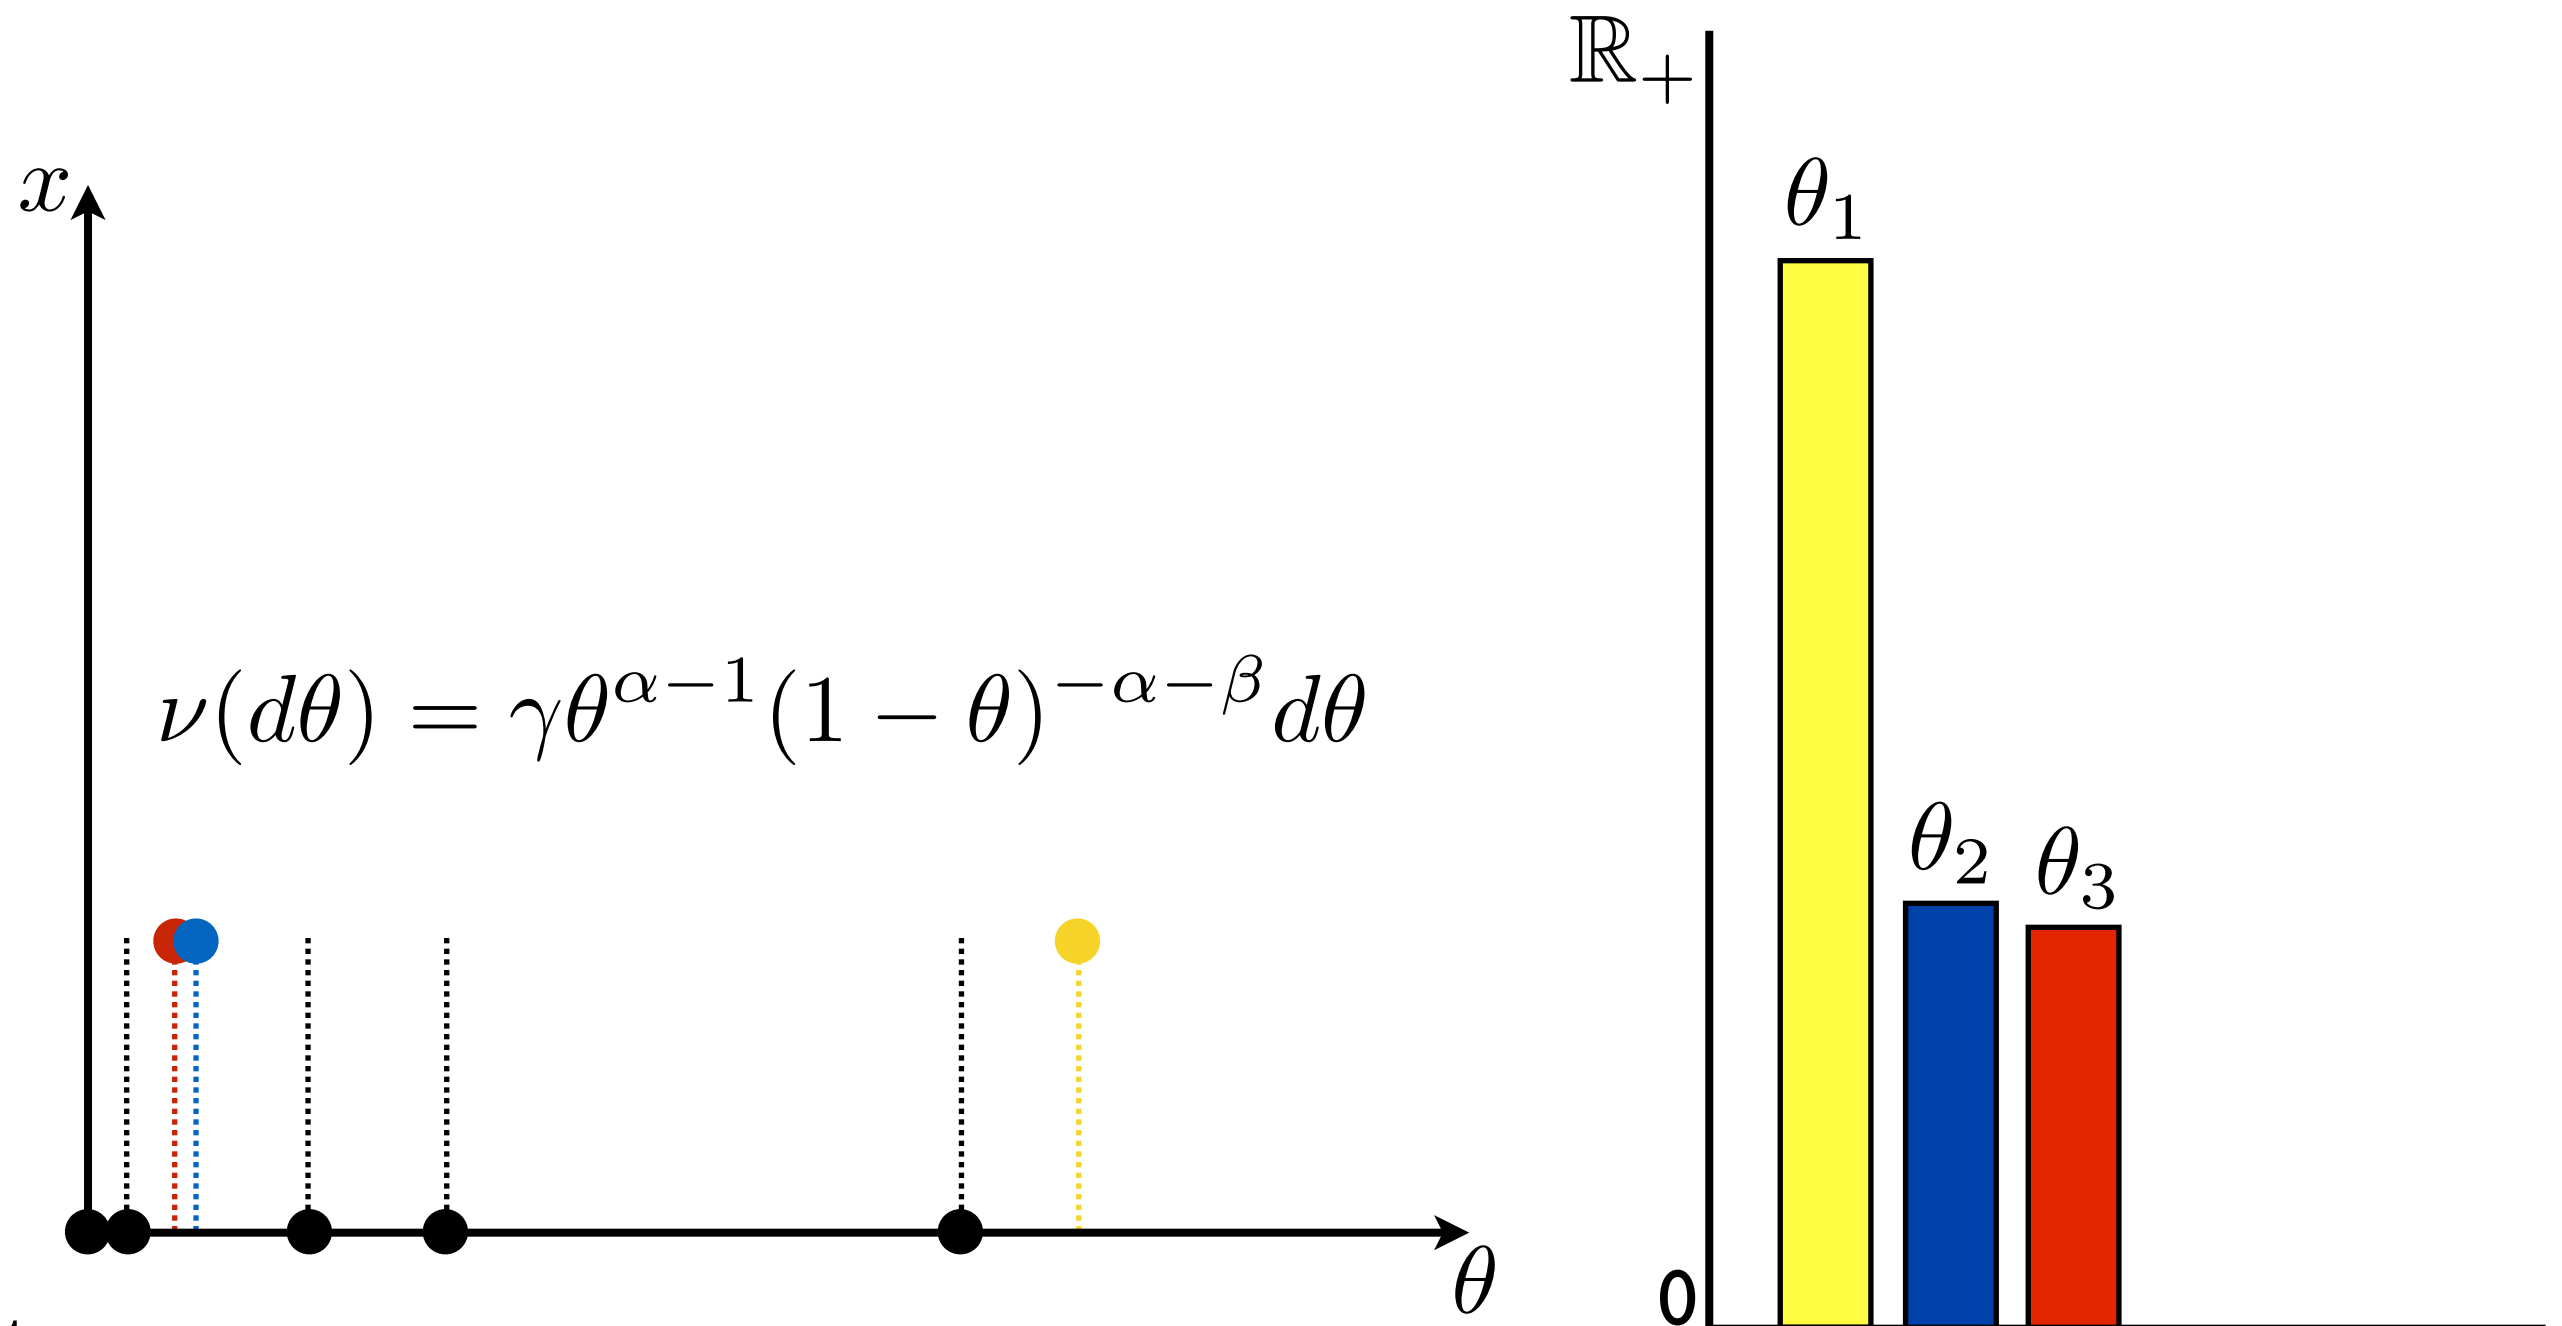 x
ν(dθ) = γθ^{α−1}(1 − θ)^{−α−β}dθ
θ
ℝ₊
θ₁
θ₂
θ₃
0